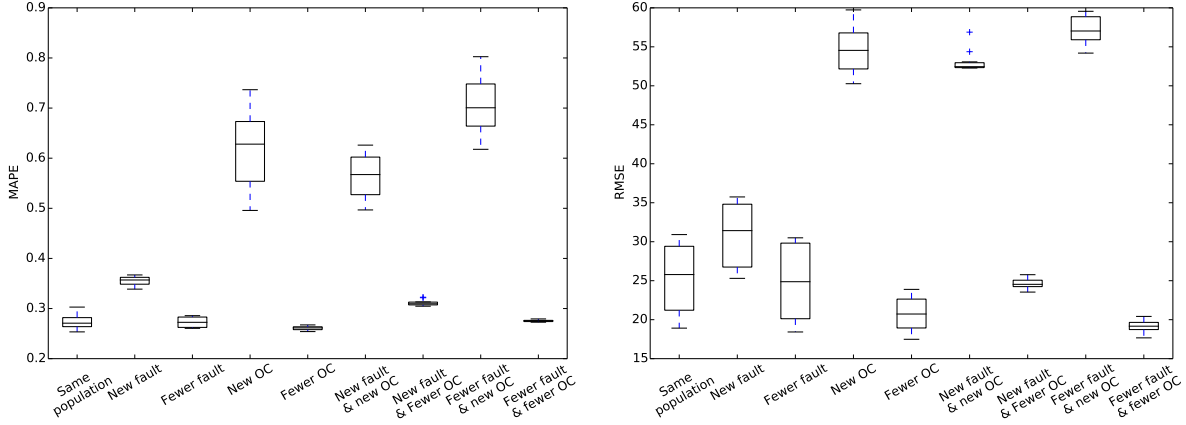 MAPE
0.9
0.8
0.7
0.6
0.5
0.4
0.3
0.2
Same
population
New fault
Fewer fault
New OC
Fewer OC
New fault
& new OC
New fault
& Fewer OC
Fewer fault
& new OC
Fewer fault
& fewer OC
RMSE
60
55
50
45
40
35
30
25
20
15
Same
population
New fault
Fewer fault
New OC
Fewer OC
New fault
& new OC
New fault
& Fewer OC
Fewer fault
& new OC
Fewer fault
& fewer OC